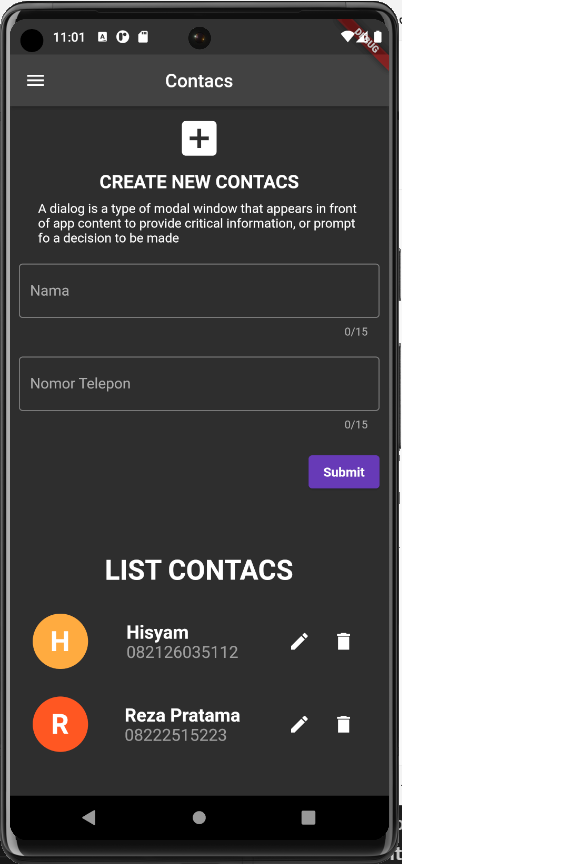 11:01
DEBUG
Contacs
CREATE NEW CONTACS
A dialog is a type of modal window that appears in front
of app content to provide critical information, or prompt
fo a decision to be made
Nama
0/15
Nomor Telepon
0/15
Submit
LIST CONTACS
H
Hisyam
082126035112
R
Reza Pratama
08222515223